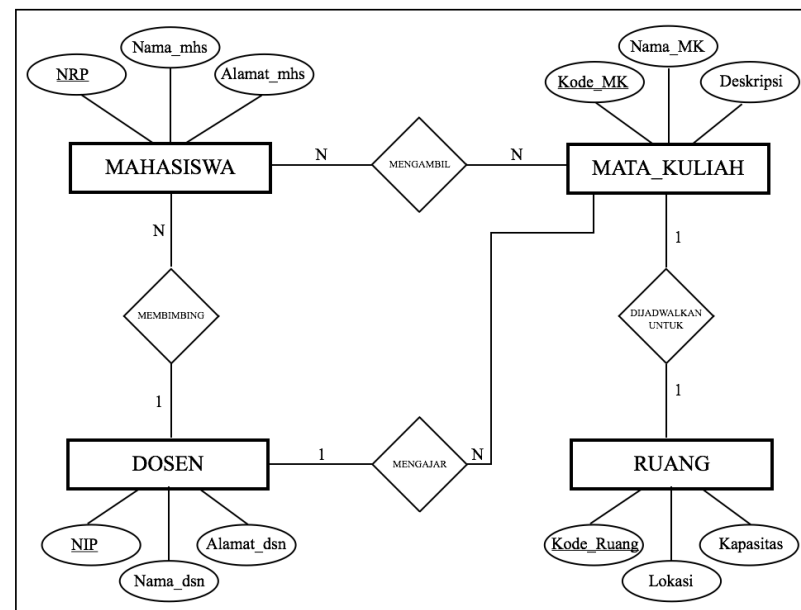 Nama_mhs
Nama_MK
NRP
Alamat_mhs
Kode_MK
Deskripsi
MAHASISWA
N
MENGAMBIL
N
MATA_KULIAH
N
1
MEMBIMBING
DIJADWALKAN
UNTUK
1
1
DOSEN
1
MENGAJAR
N
RUANG
NIP
Alamat_dsn
Kode_Ruang
Kapasitas
Nama_dsn
Lokasi